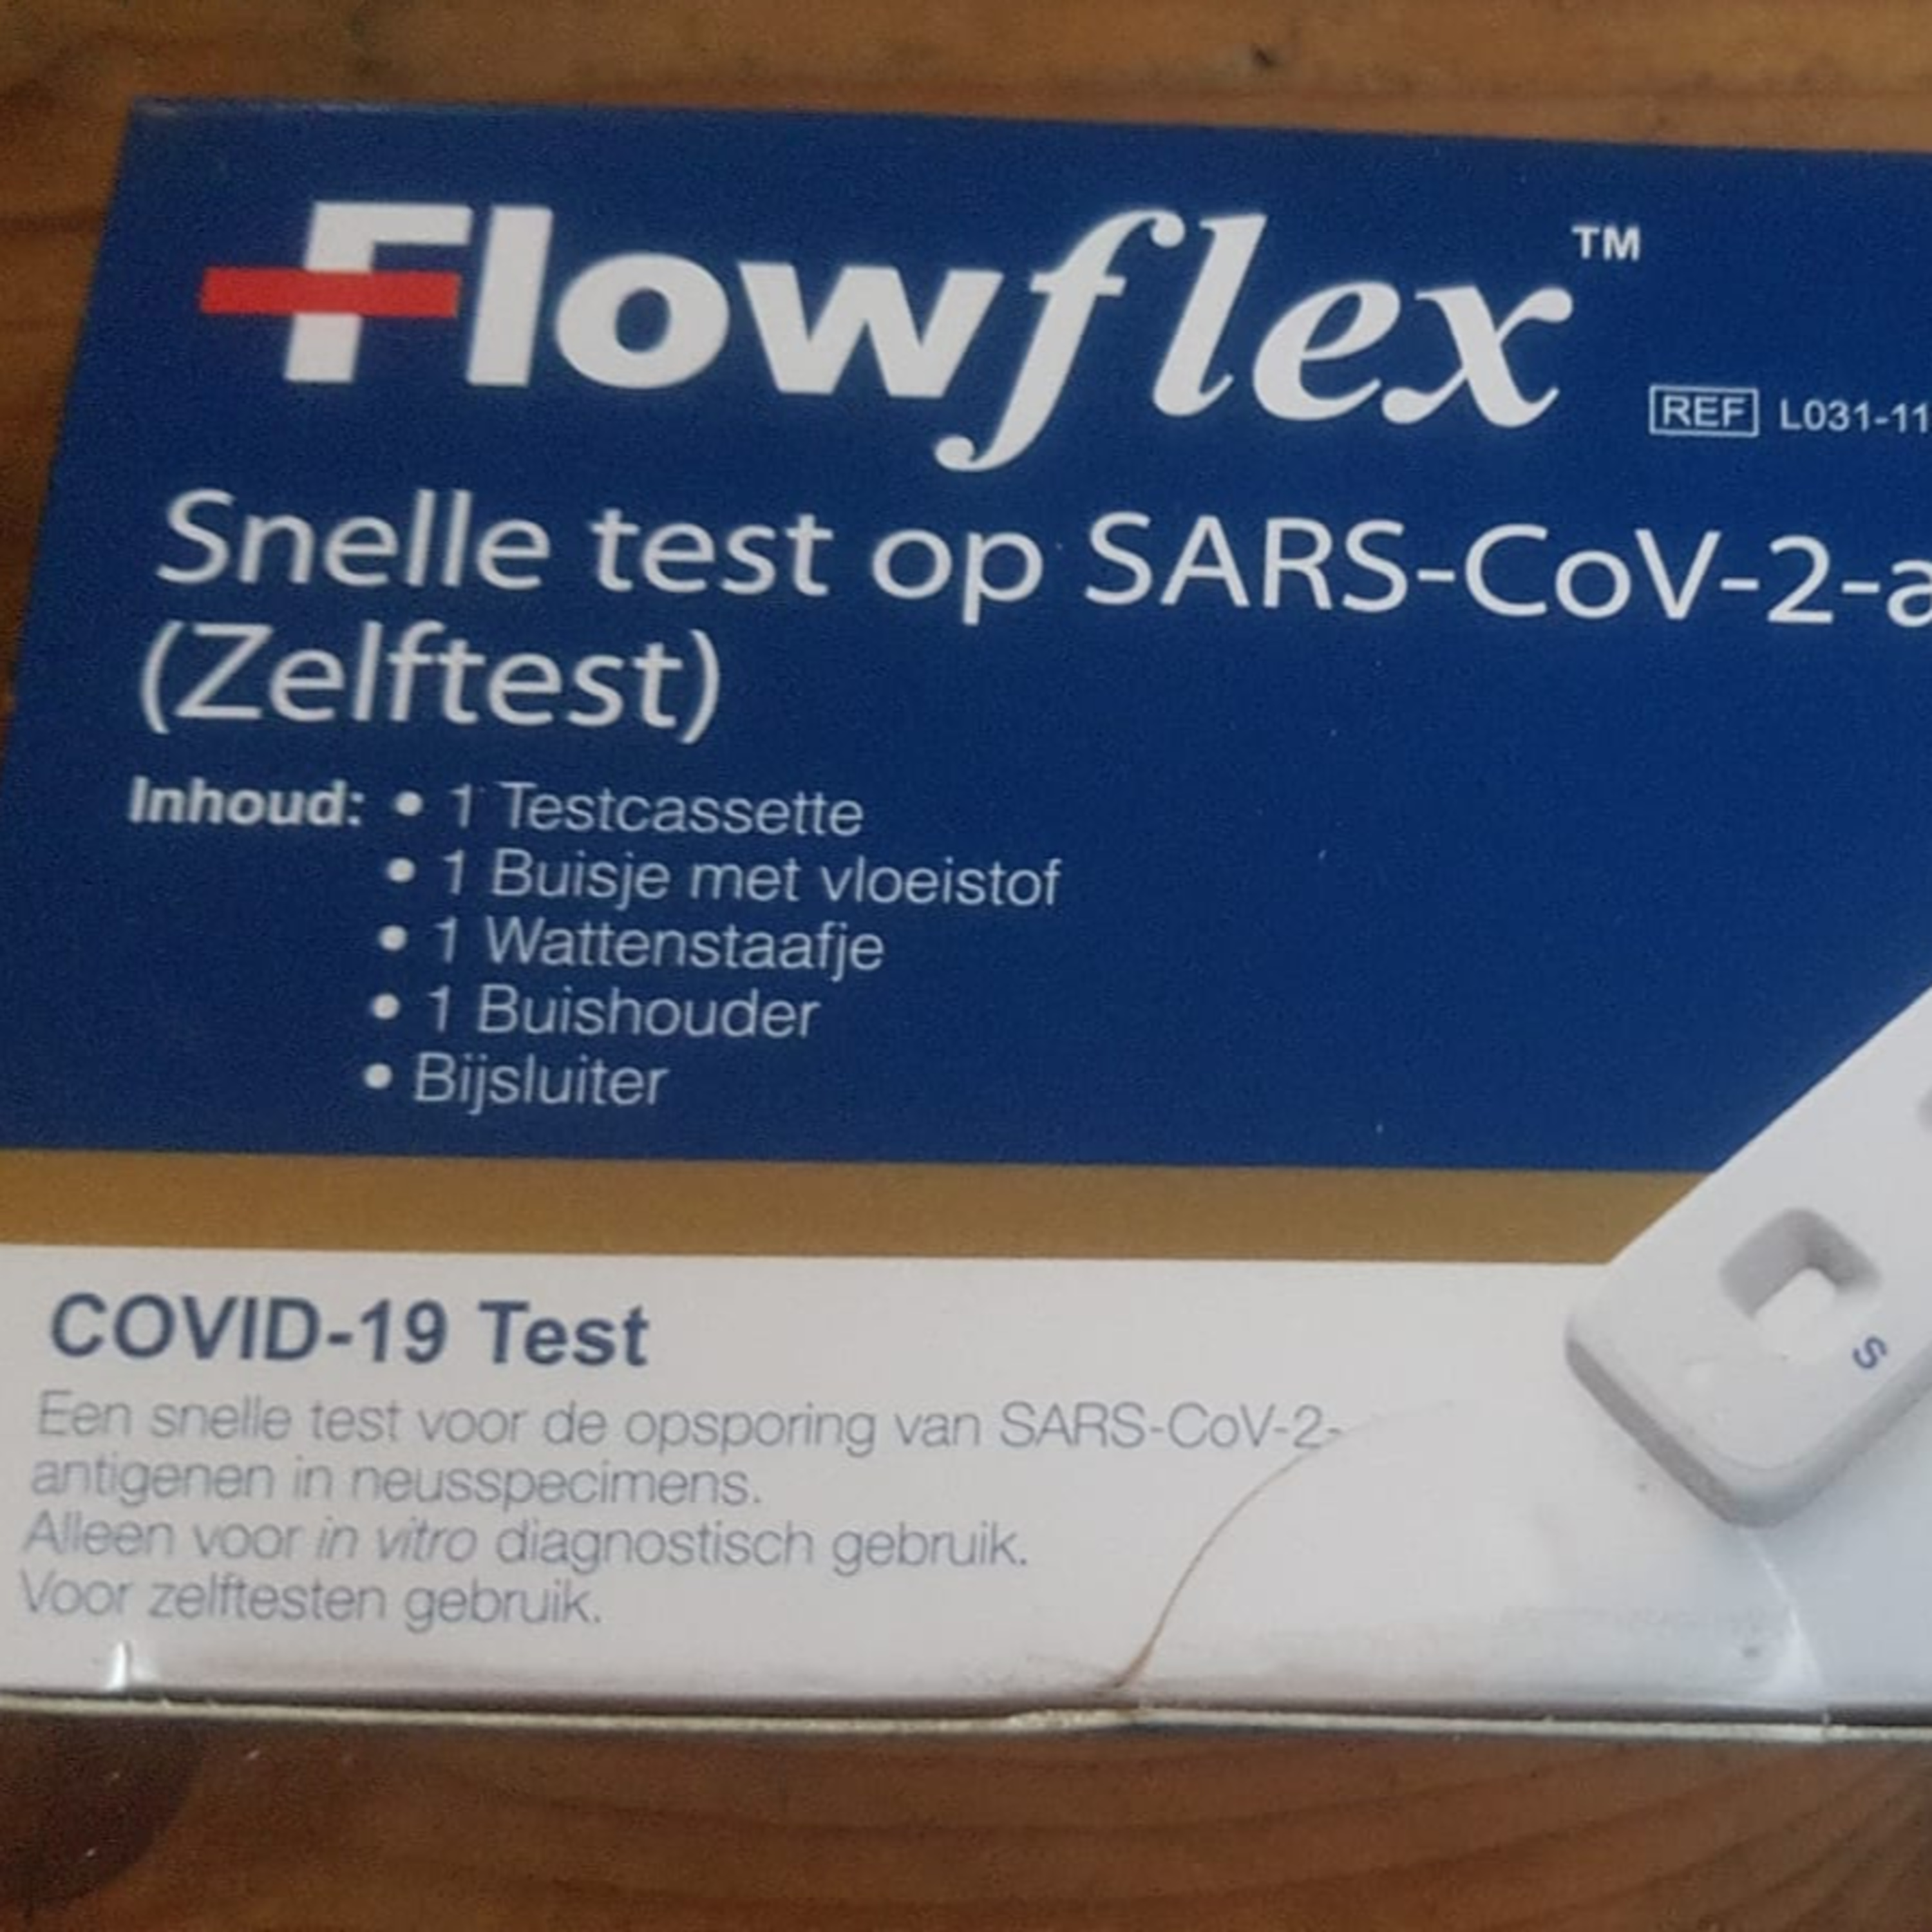 Flowflex™
REF L031-11
Snelle test op SARS-CoV-2-a
(Zelftest)
Inhoud: • 1 Testcassette
• 1 Buisje met vloeistof
• 1 Wattenstaafje
• 1 Buishouder
• Bijsluiter
COVID-19 Test
Een snelle test voor de opsporing van SARS-CoV-2-
antigenen in neusspecimens.
Alleen voor in vitro diagnostisch gebruik.
Voor zelftesten gebruik.
S